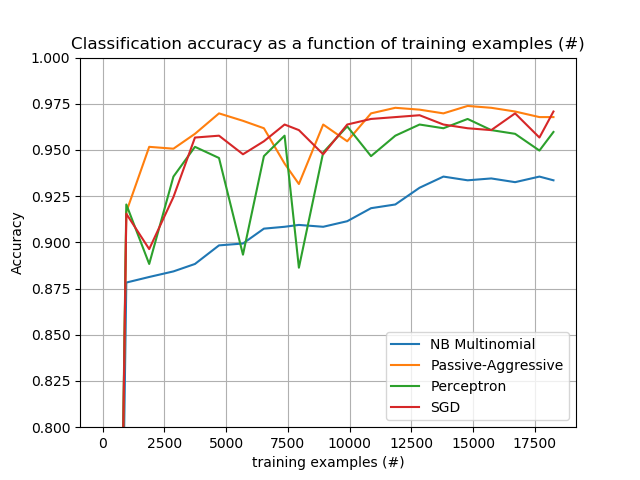 Classification accuracy as a function of training examples (#)
1.000
0.975
0.950
0.925
0.900
0.875
0.850
0.825
0.800
Accuracy
NB Multinomial
Passive-Aggressive
Perceptron
SGD
0 2500 5000 7500 10000 12500 15000 17500
training examples (#)